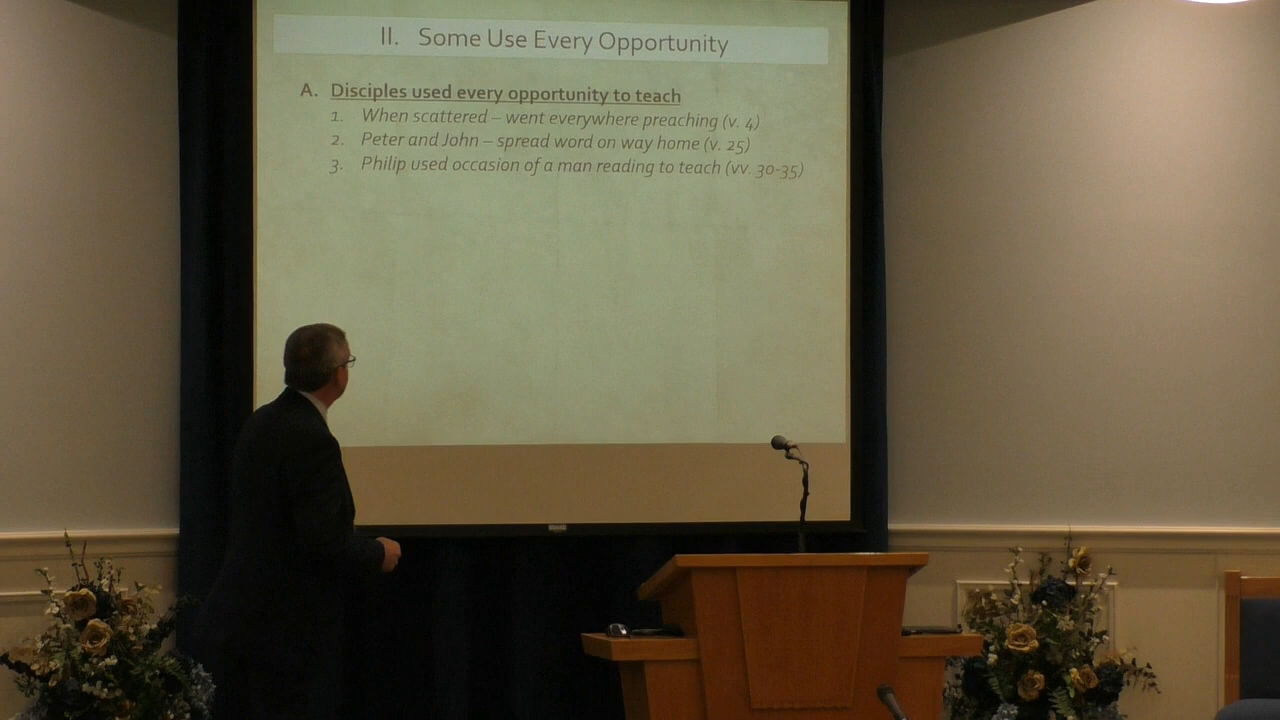 II. Some Use Every Opportunity
A. Disciples used every opportunity to teach
1. When scattered – went everywhere preaching (v. 4)
2. Peter and John – spread word on way home (v. 25)
3. Philip used occasion of a man reading to teach (vv. 30-35)